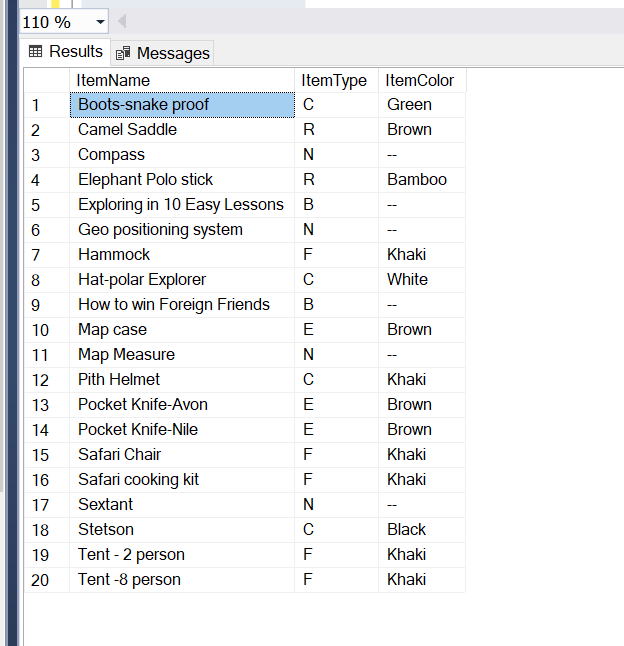 110 %
Results Messages
ItemName ItemType ItemColor
1 Boots-snake proof C Green
2 Camel Saddle R Brown
3 Compass N --
4 Elephant Polo stick R Bamboo
5 Exploring in 10 Easy Lessons B --
6 Geo positioning system N --
7 Hammock F Khaki
8 Hat-polar Explorer C White
9 How to win Foreign Friends B --
10 Map case E Brown
11 Map Measure N --
12 Pith Helmet C Khaki
13 Pocket Knife-Avon E Brown
14 Pocket Knife-Nile E Brown
15 Safari Chair F Khaki
16 Safari cooking kit F Khaki
17 Sextant N --
18 Stetson C Black
19 Tent - 2 person F Khaki
20 Tent -8 person F Khaki